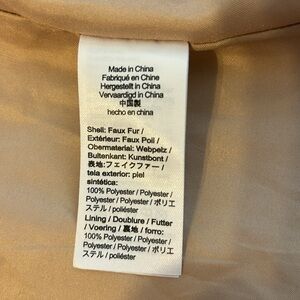 Made in China
Fabriqué en Chine
Hergestellt in China
Vervaardigd in China
中国製
hecho en china
Shell: Faux Fur /
Extérieur: Faux Poil /
Obermaterial: Webpelz /
Buitenkant: Kunstbont /
表地:フェイクファー /
tela exterior: piel
sintética:
100% Polyester / Polyester /
Polyester / Polyester / ポリエ
ステル / poliéster
Lining / Doublure / Futter
/ Voering / 裏地 / forro:
100% Polyester / Polyester /
Polyester / Polyester / ポリエ
ステル / poliéster